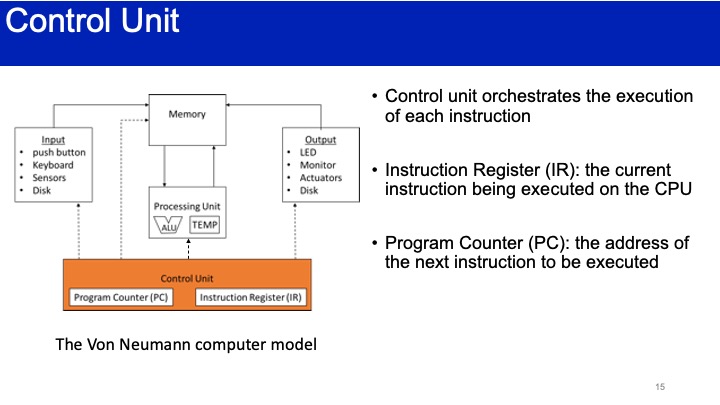 Control Unit
Memory
Input
• push button
• Keyboard
• Sensors
• Disk
Output
• LED
• Monitor
• Actuators
• Disk
Processing Unit
ALU
TEMP
Control Unit
Program Counter (PC)
Instruction Register (IR)
The Von Neumann computer model
• Control unit orchestrates the execution
of each instruction
• Instruction Register (IR): the current
instruction being executed on the CPU
• Program Counter (PC): the address of
the next instruction to be executed
15